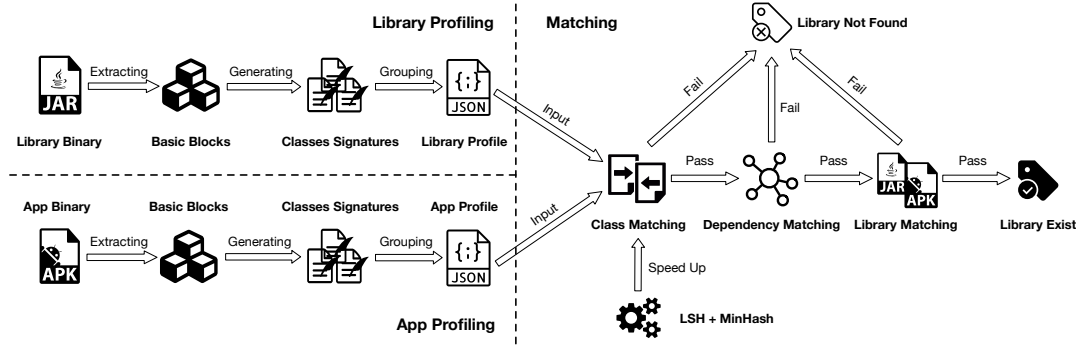 Library Profiling
Matching
Library Not Found
Extracting
Generating
Grouping
JAR
{;}
JSON
Library Binary
Basic Blocks
Classes Signatures
Library Profile
Input
Fail
Fail
Fail
Pass
Pass
JAR
APK
Pass
Class Matching
Dependency Matching
Library Matching
Library Exist
App Binary
Basic Blocks
Classes Signatures
App Profile
Input
Extracting
Generating
Grouping
APK
{;}
JSON
Speed Up
LSH + MinHash
App Profiling